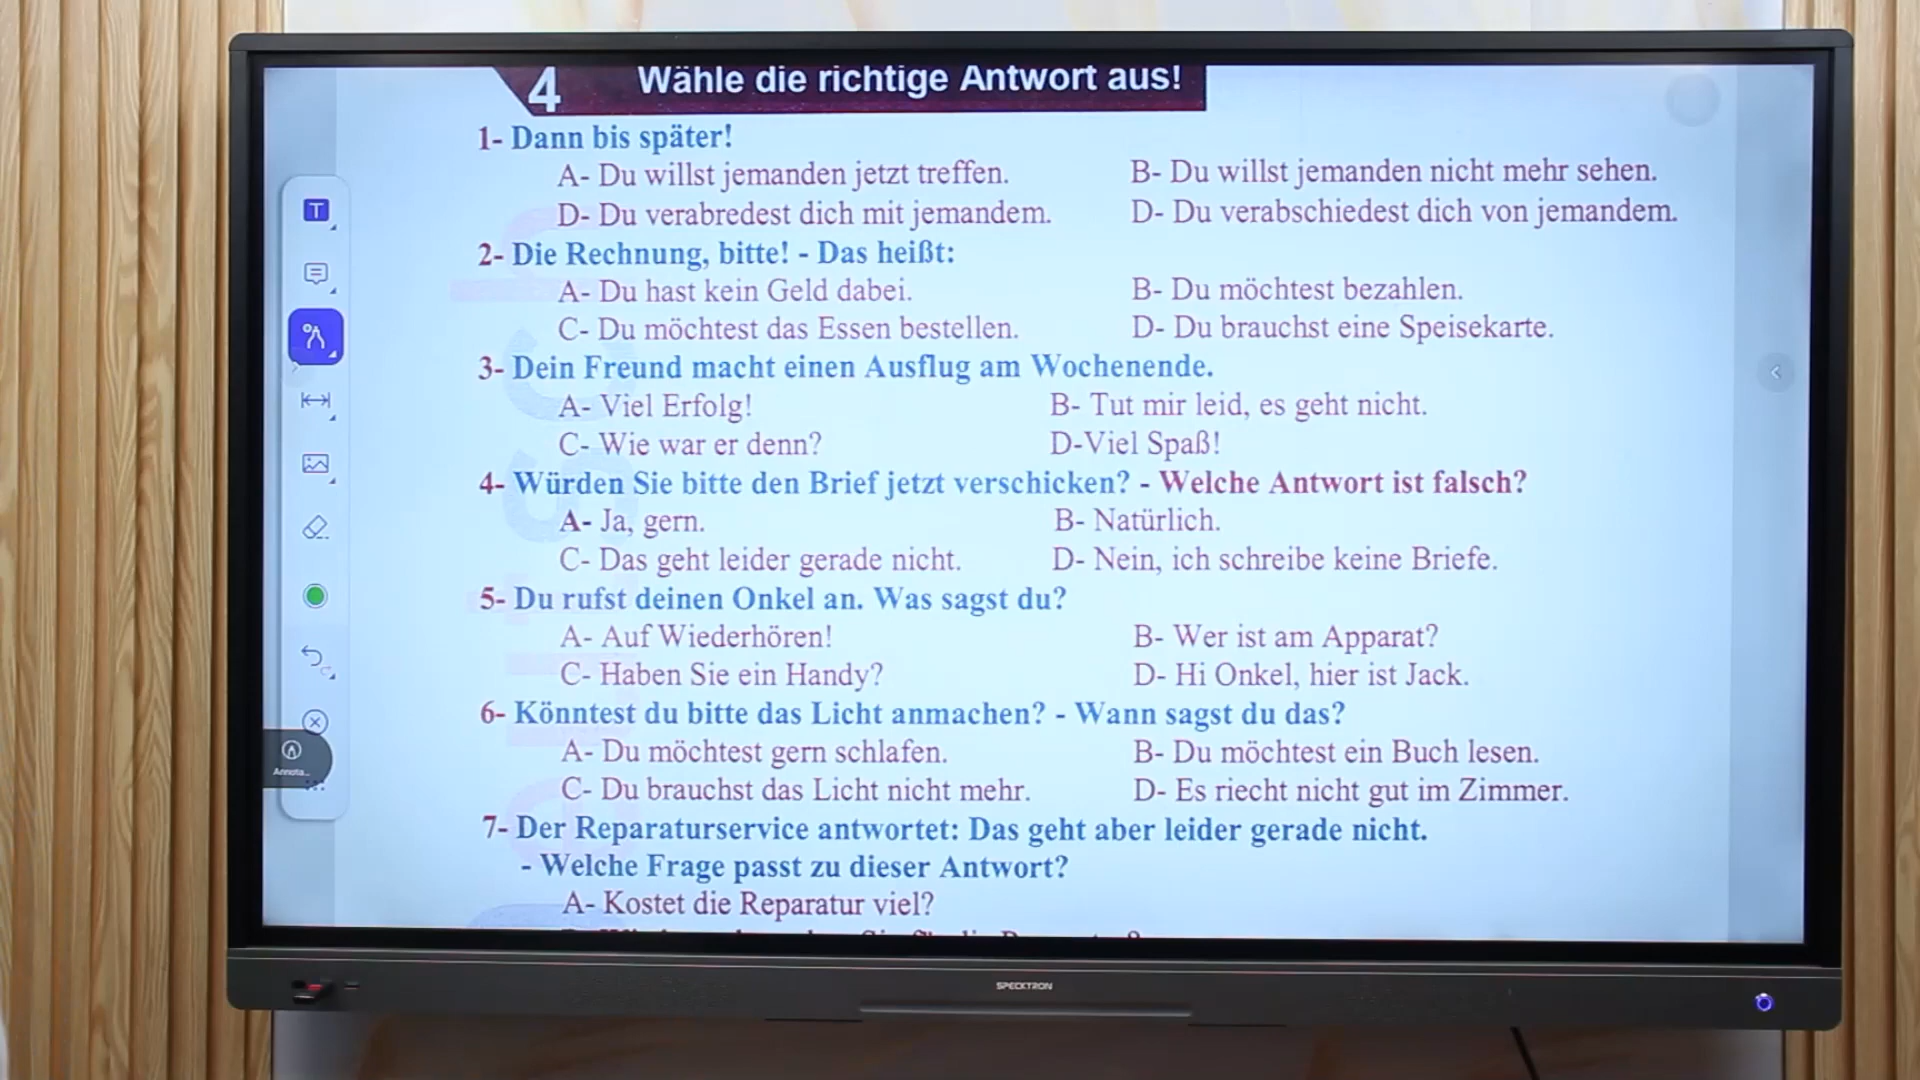 4 Wähle die richtige Antwort aus!
1- Dann bis später!
A- Du willst jemanden jetzt treffen. B- Du willst jemanden nicht mehr sehen.
D- Du verabredest dich mit jemandem. D- Du verabschiedest dich von jemandem.
2- Die Rechnung, bitte! - Das heißt:
A- Du hast kein Geld dabei. B- Du möchtest bezahlen.
C- Du möchtest das Essen bestellen. D- Du brauchst eine Speisekarte.
3- Dein Freund macht einen Ausflug am Wochenende.
A- Viel Erfolg! B- Tut mir leid, es geht nicht.
C- Wie war er denn? D-Viel Spaß!
4- Würden Sie bitte den Brief jetzt verschicken? - Welche Antwort ist falsch?
A- Ja, gern. B- Natürlich.
C- Das geht leider gerade nicht. D- Nein, ich schreibe keine Briefe.
5- Du rufst deinen Onkel an. Was sagst du?
A- Auf Wiederhören! B- Wer ist am Apparat?
C- Haben Sie ein Handy? D- Hi Onkel, hier ist Jack.
6- Könntest du bitte das Licht anmachen? - Wann sagst du das?
A- Du möchtest gern schlafen. B- Du möchtest ein Buch lesen.
C- Du brauchst das Licht nicht mehr. D- Es riecht nicht gut im Zimmer.
7- Der Reparaturservice antwortet: Das geht aber leider gerade nicht.
- Welche Frage passt zu dieser Antwort?
A- Kostet die Reparatur viel?
Annota...
SPECKTRON